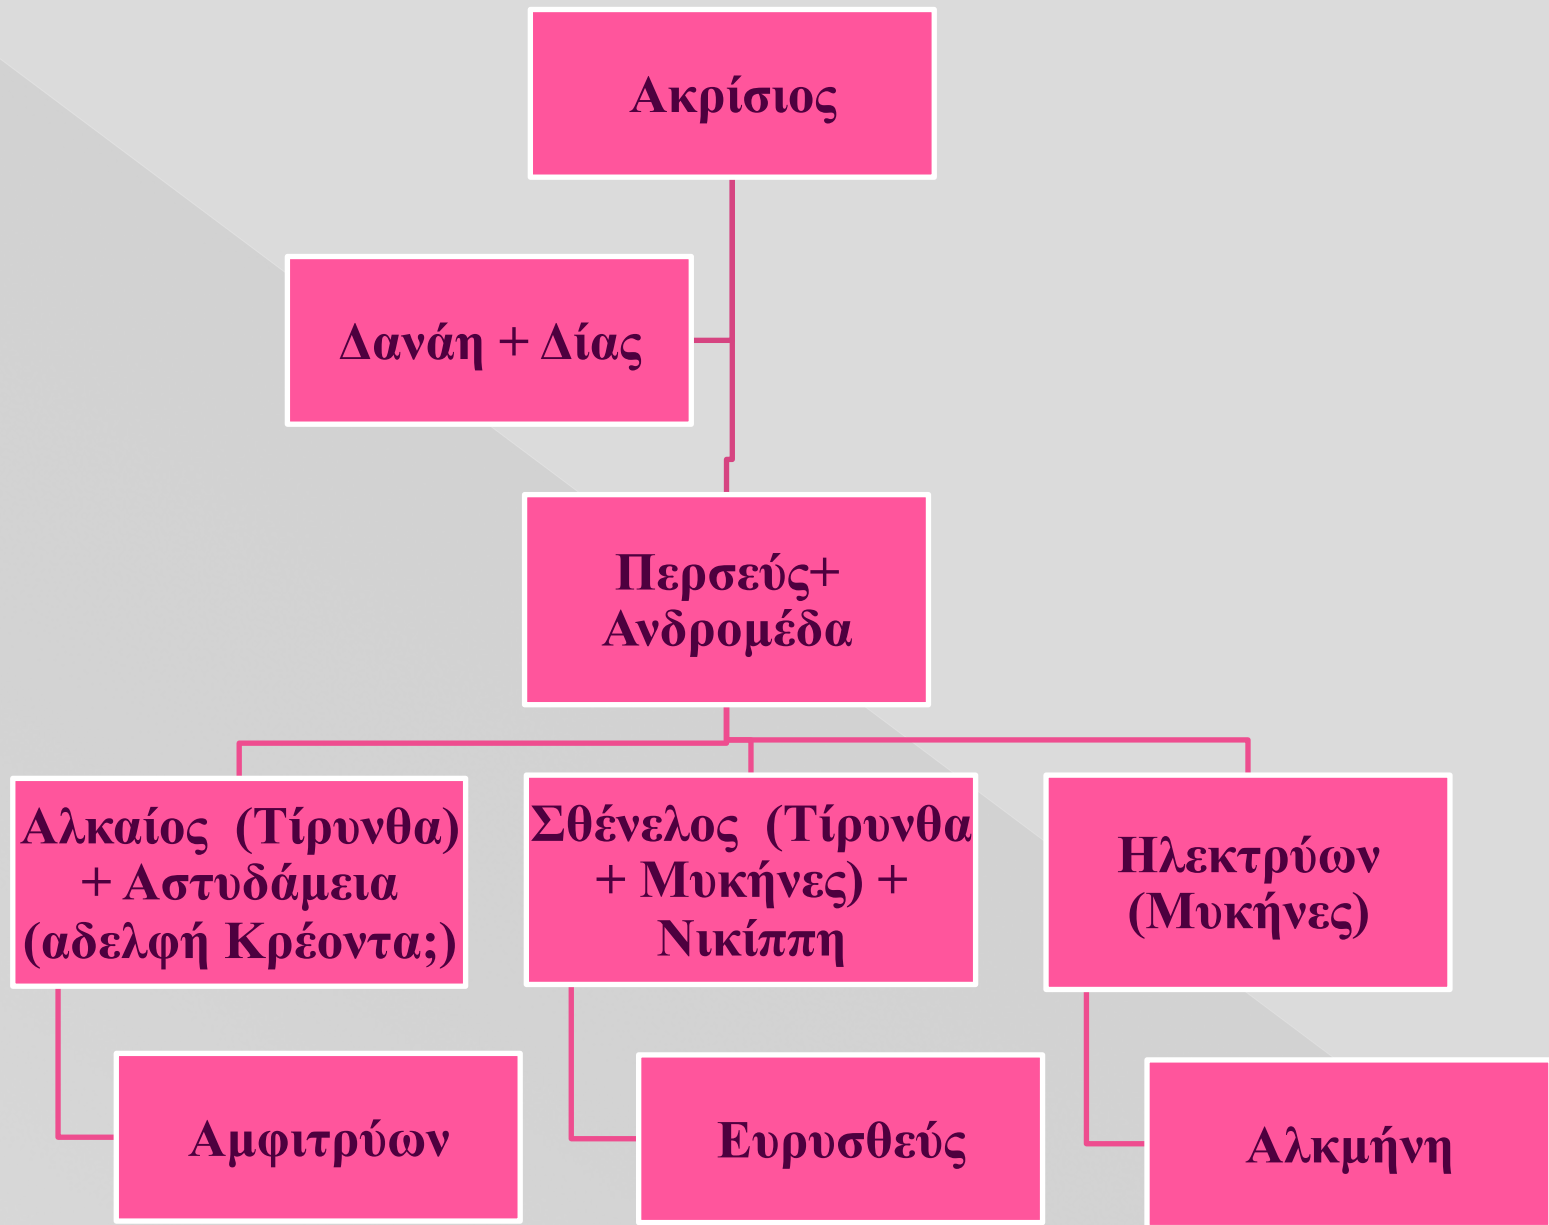 Ακρίσιος
Δανάη + Δίας
Περσεύς+
Ανδρομέδα
Αλκαίος (Τίρυνθα)
+ Αστυδάμεια
(αδελφή Κρέοντα;)
Σθένελος (Τίρυνθα
+ Μυκήνες) +
Νικίππη
Ηλεκτρύων
(Μυκήνες)
Αμφιτρύων
Ευρυσθεύς
Αλκμήνη